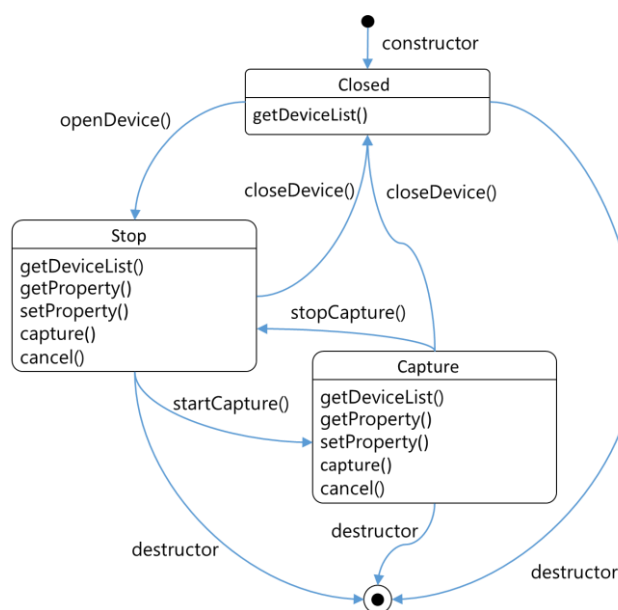 constructor
Closed
getDeviceList()
openDevice()
closeDevice()
closeDevice()
Stop
getDeviceList()
getProperty()
setProperty()
capture()
cancel()
stopCapture()
startCapture()
Capture
getDeviceList()
getProperty()
setProperty()
capture()
cancel()
destructor
destructor
destructor